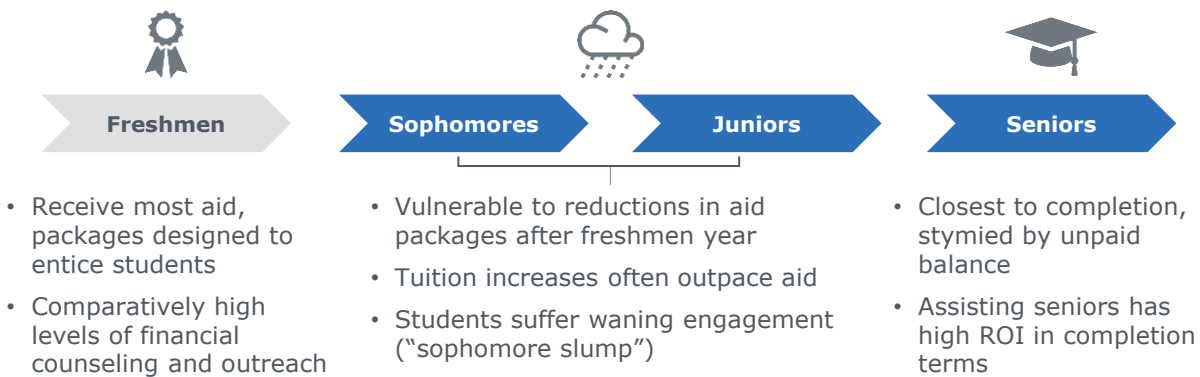 Freshmen
Sophomores
Juniors
Seniors
• Receive most aid,
packages designed to
entice students
• Comparatively high
levels of financial
counseling and outreach
• Vulnerable to reductions in aid
packages after freshmen year
• Tuition increases often outpace aid
• Students suffer waning engagement
(“sophomore slump”)
• Closest to completion,
stymied by unpaid
balance
• Assisting seniors has
high ROI in completion
terms